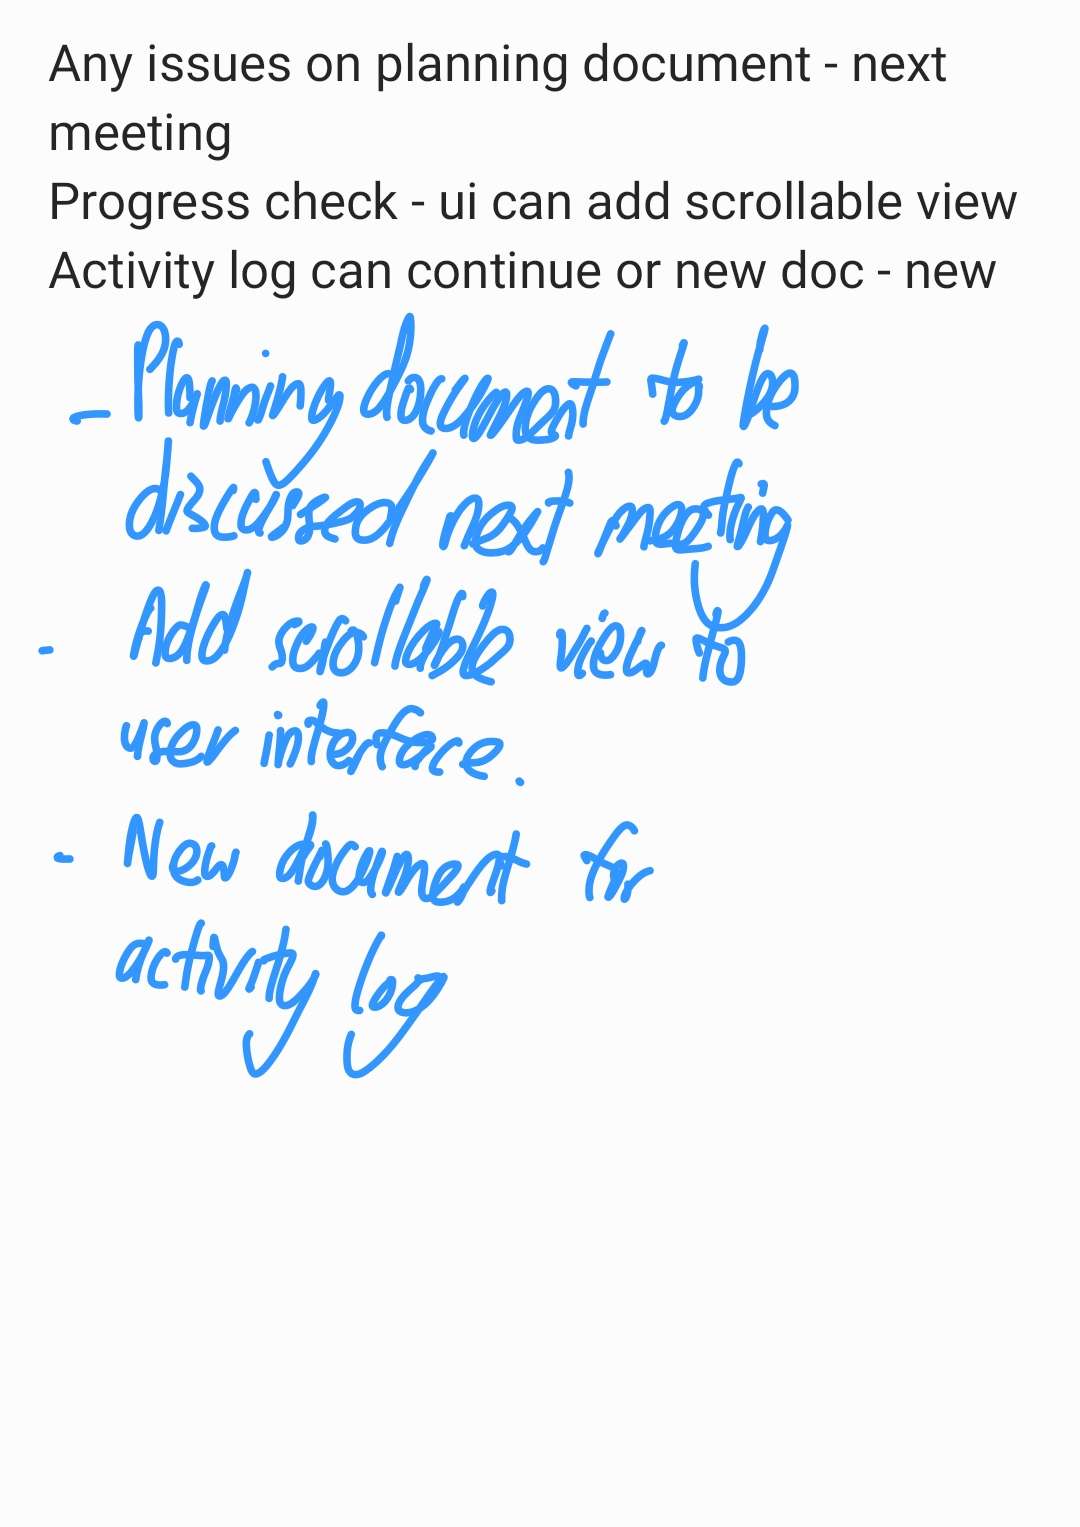 Any issues on planning document - next
meeting
Progress check - ui can add scrollable view
Activity log can continue or new doc - new
- Planning document to be
discussed next meeting
- Add scrollable view to
user interface.
- New document for
activity log